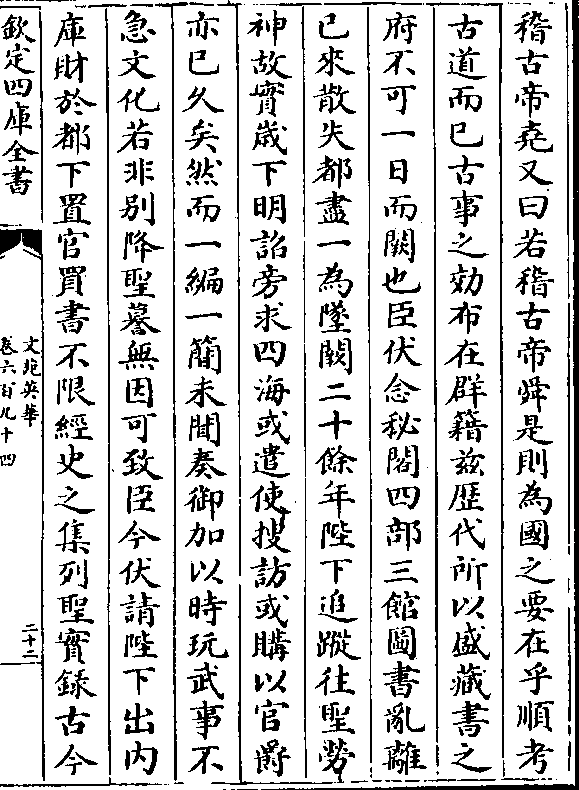 稽古帝堯又曰若稽古帝舜是則為國之要在乎順考
古道而已古事之効布在群籍兹歴代所以盛藏書之
府不可一日而闕也臣伏念秘閣四部三館圖書亂離
已來散失都盡一為墜闕二十餘年陛下追蹤往聖勞
神故實歲下明詔旁求四海或遣使搜訪或購以官爵
亦已久矣然而一編一簡未聞奏御加以時玩武事不
急文化若非别降聖謩無因可致臣今伏請陛下出内
庫財於都下置官買書不限經史之集列聖實録古今
欽定四庫全書
文苑英華
卷六百九十四
二十二